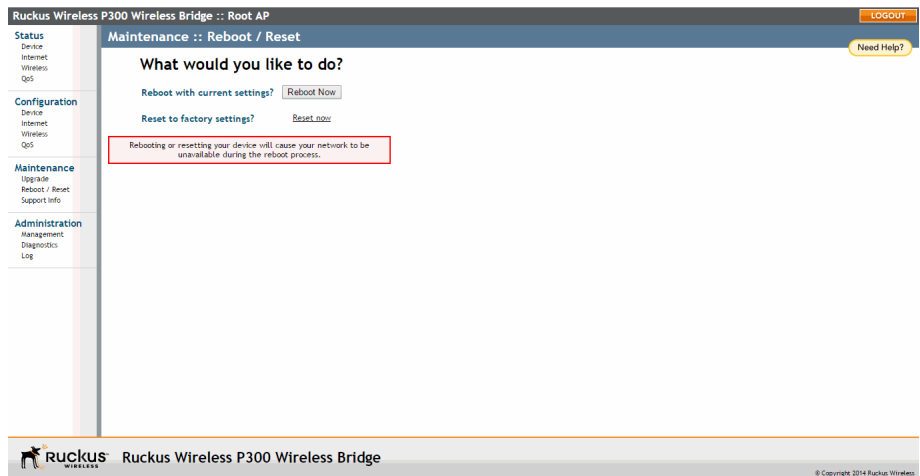 Ruckus Wireless P300 Wireless Bridge :: Root AP
LOGOUT
Status
Device
Internet
Wireless
QoS
Configuration
Device
Internet
Wireless
QoS
Maintenance
Upgrade
Reboot / Reset
Support Info
Administration
Management
Diagnostics
Log
Maintenance :: Reboot / Reset
Need Help?
What would you like to do?
Reboot with current settings? Reboot Now
Reset to factory settings? Reset now
Rebooting or resetting your device will cause your network to be
unavailable during the reboot process.
Ruckus
WIRELESS
Ruckus Wireless P300 Wireless Bridge
© Copyright 2014 Ruckus Wireless